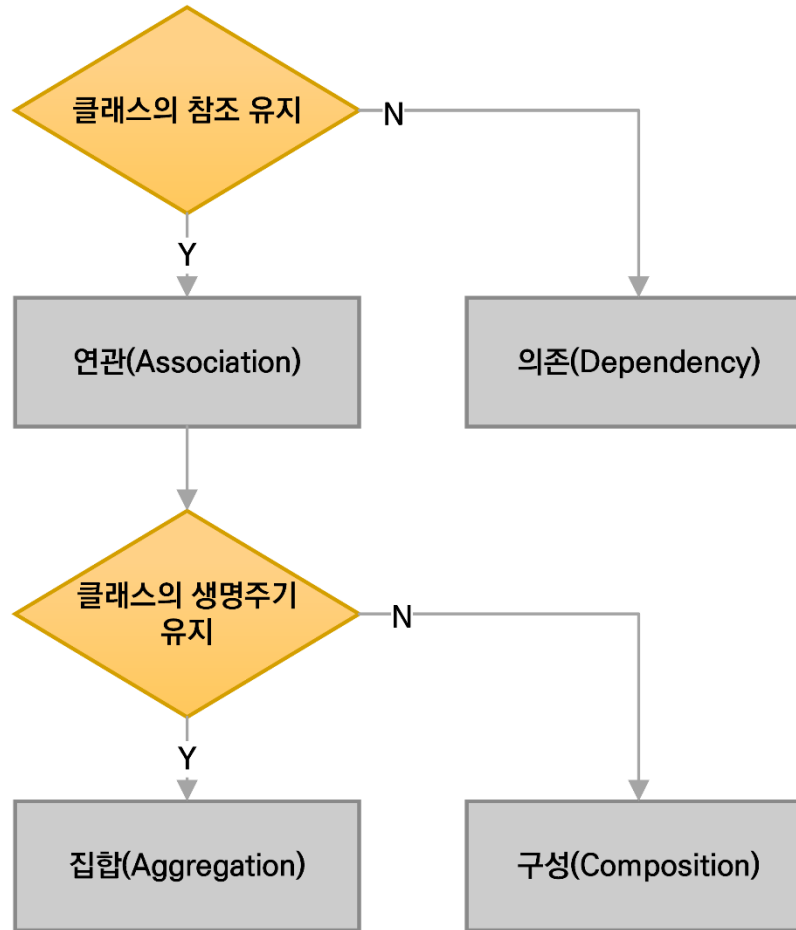 클래스의 참조 유지
N
Y
연관(Association)
의존(Dependency)
클래스의 생명주기
유지
N
Y
집합(Aggregation)
구성(Composition)